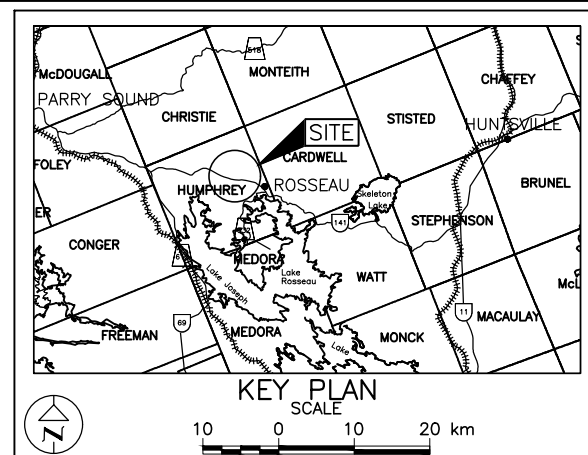 518
McDOUGALL
MONTEITH
CHAFFEY
PARRY SOUND
CHRISTIE
STISTED
HUNTSVILLE
SITE
FOLEY
CARDWELL
HUMPHREY
ROSSEAU
Skeleton
Lake
BRUNEL
ER
141
STEPHENSON
CONGER
MEDORA
Lake
Rosseau
WATT
Lake Joseph
McD
69
11
MACAULAY
FREEMAN
MEDORA
Lake
MONCK
KEY PLAN
SCALE
N
10 0 10 20 km